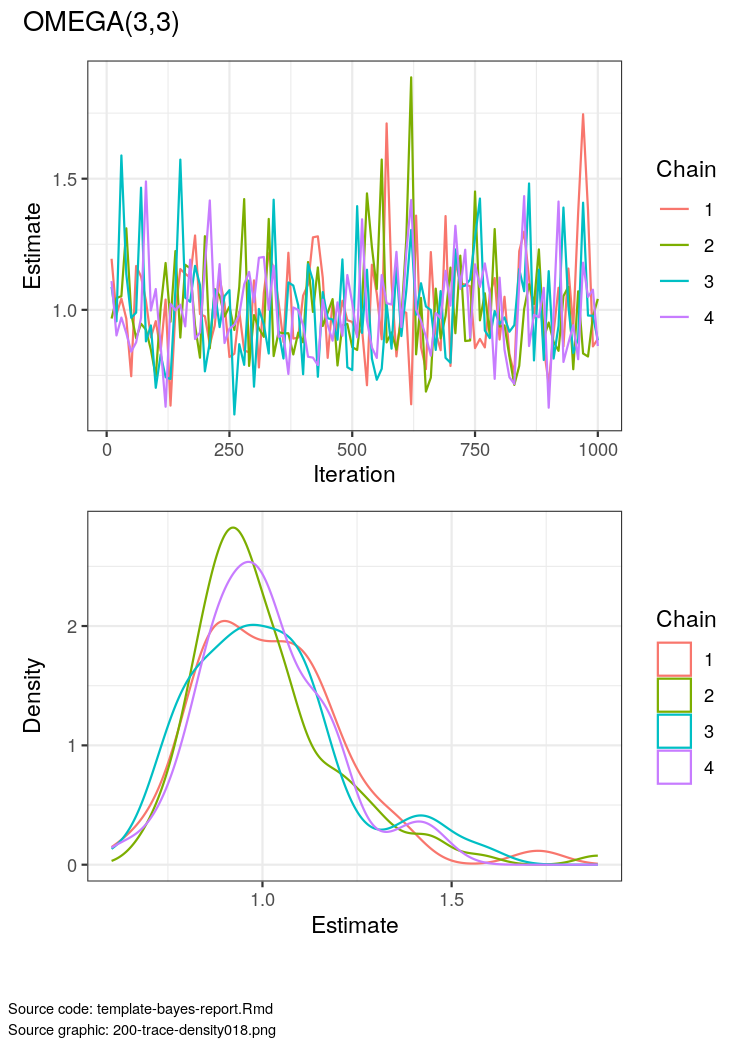 OMEGA(3,3)
Estimate
1.5
1.0
0
250
500
750
1000
Iteration
Chain
1
2
3
4
Density
2
1
0
1.0
1.5
Estimate
Chain
1
2
3
4
Source code: template-bayes-report.Rmd
Source graphic: 200-trace-density018.png